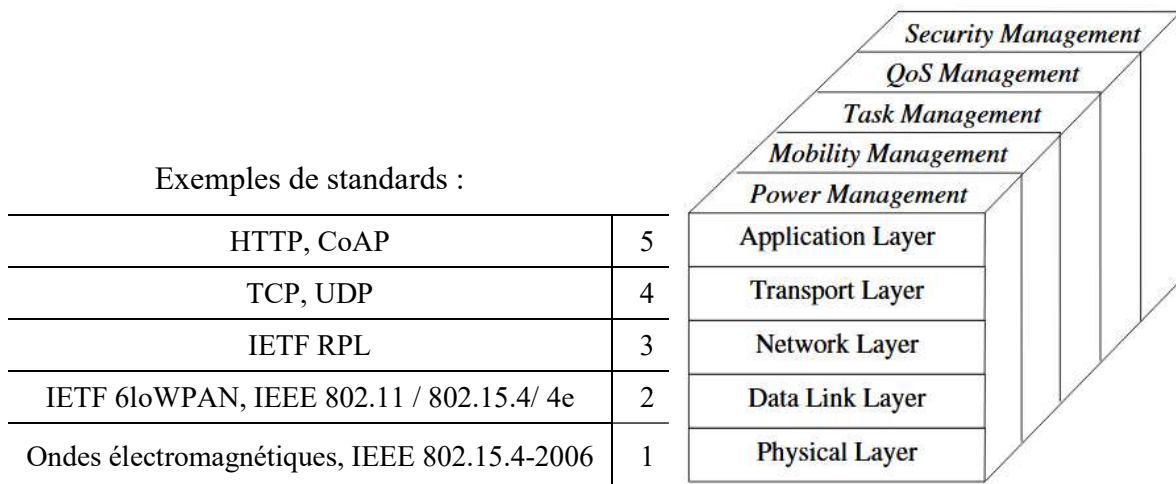 Security Management
QoS Management
Task Management
Mobility Management
Exemples de standards :
Power Management
HTTP, CoAP 5 Application Layer
TCP, UDP 4 Transport Layer
IETF RPL 3 Network Layer
IETF 6loWPAN, IEEE 802.11 / 802.15.4/ 4e 2 Data Link Layer
Ondes électromagnétiques, IEEE 802.15.4-2006 1 Physical Layer